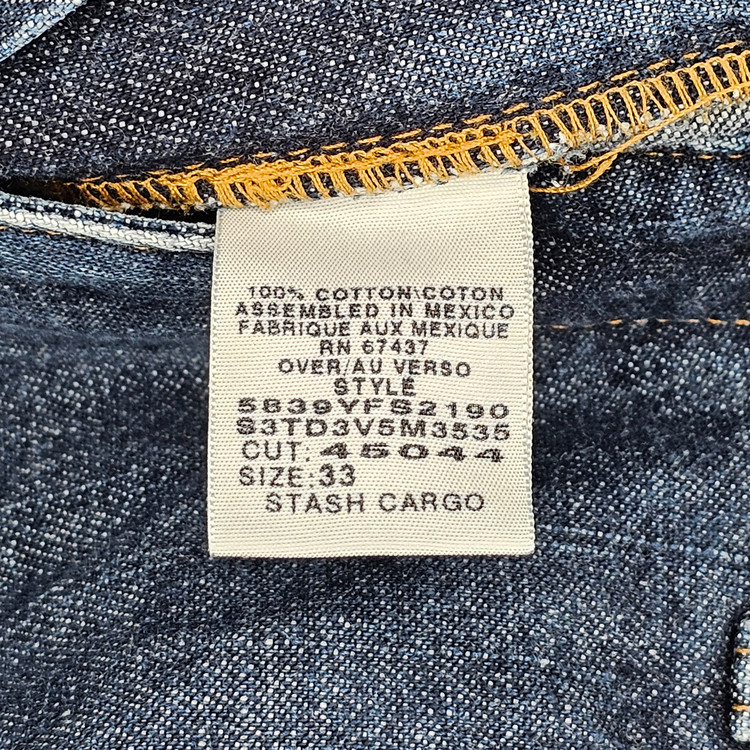 100% COTTON\COTON
ASSEMBLED IN MEXICO
FABRIQUE AUX MEXIQUE
RN 67437
OVER/AU VERSO
STYLE
5839YFS2190
S3TD3V5M3535
CUT: 45044
SIZE: 33
STASH CARGO